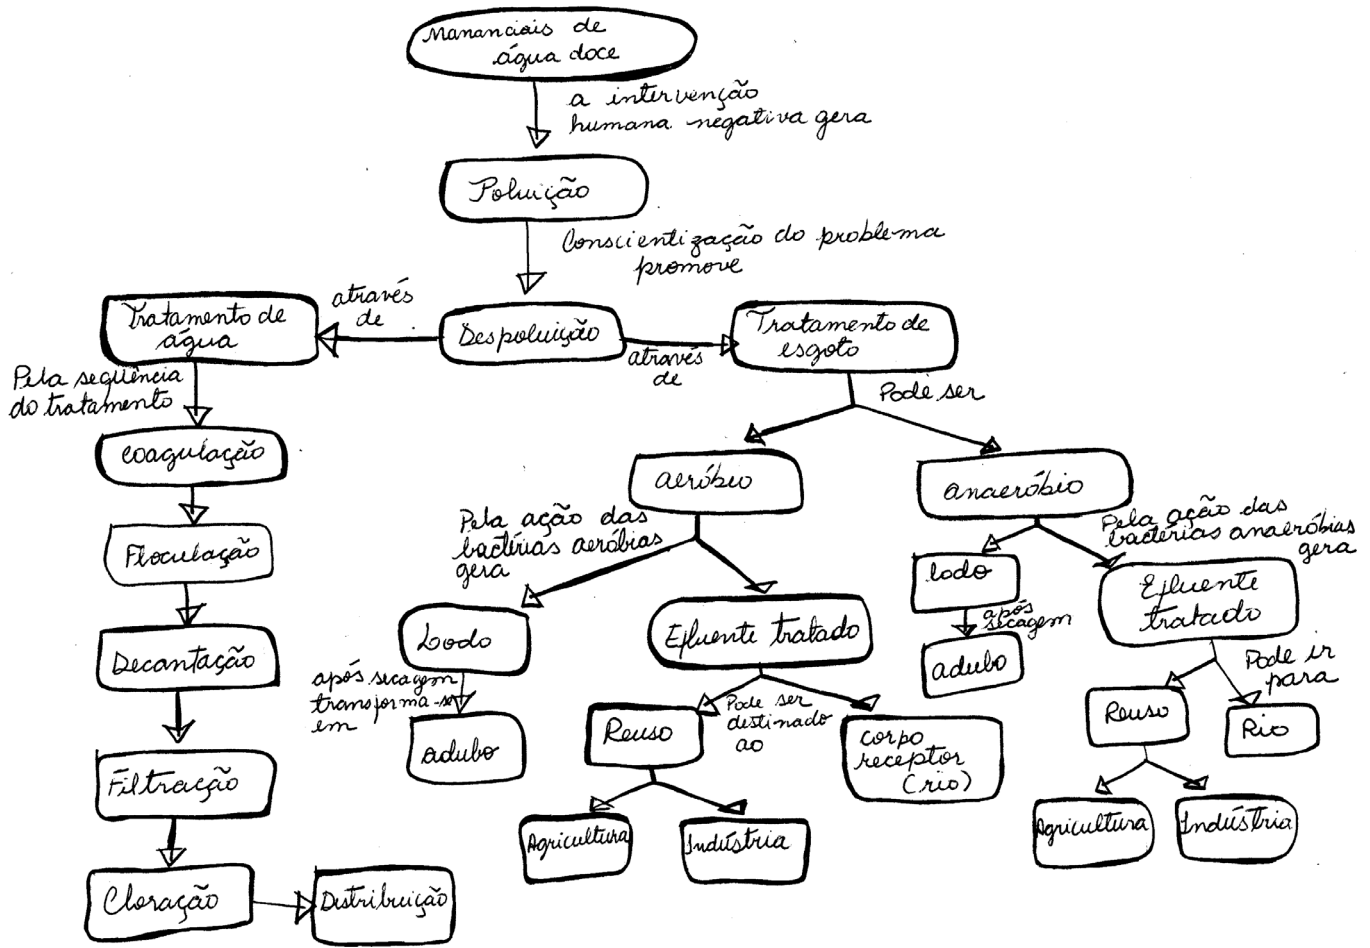 Mananciais de
água doce
a intervenção
humana negativa gera
Poluição
Conscientização do problema
promove
Despoluição
através
de
Tratamento de
água
Pela seqüência
do tratamento
Coagulação
Floculação
Decantação
Filtração
Cloração
Distribuição
através
de
Tratamento de
esgoto
Pode ser
aeróbio
Pela ação das
bactérias aeróbias
gera
Lodo
após secagem
transforma-se
em
adubo
Efluente tratado
Pode ser
destinado
ao
Reuso
Agricultura
Indústria
corpo
receptor
(rio)
anaeróbio
Pela ação das
bactérias anaeróbias
gera
lodo
após
secagem
adubo
Efluente
tratado
Pode ir
para
Reuso
Agricultura
Indústria
Rio